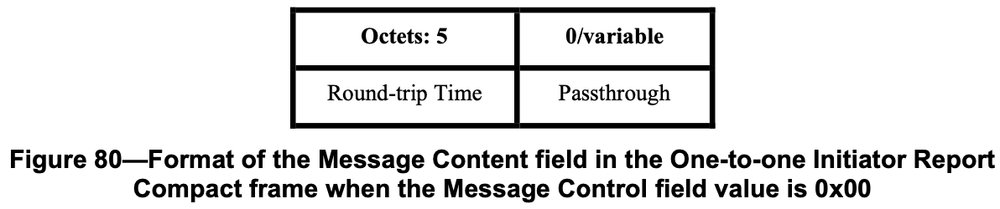 Octets: 5 0/variable
Round-trip Time Passthrough
Figure 80—Format of the Message Content field in the One-to-one Initiator Report
Compact frame when the Message Control field value is 0x00